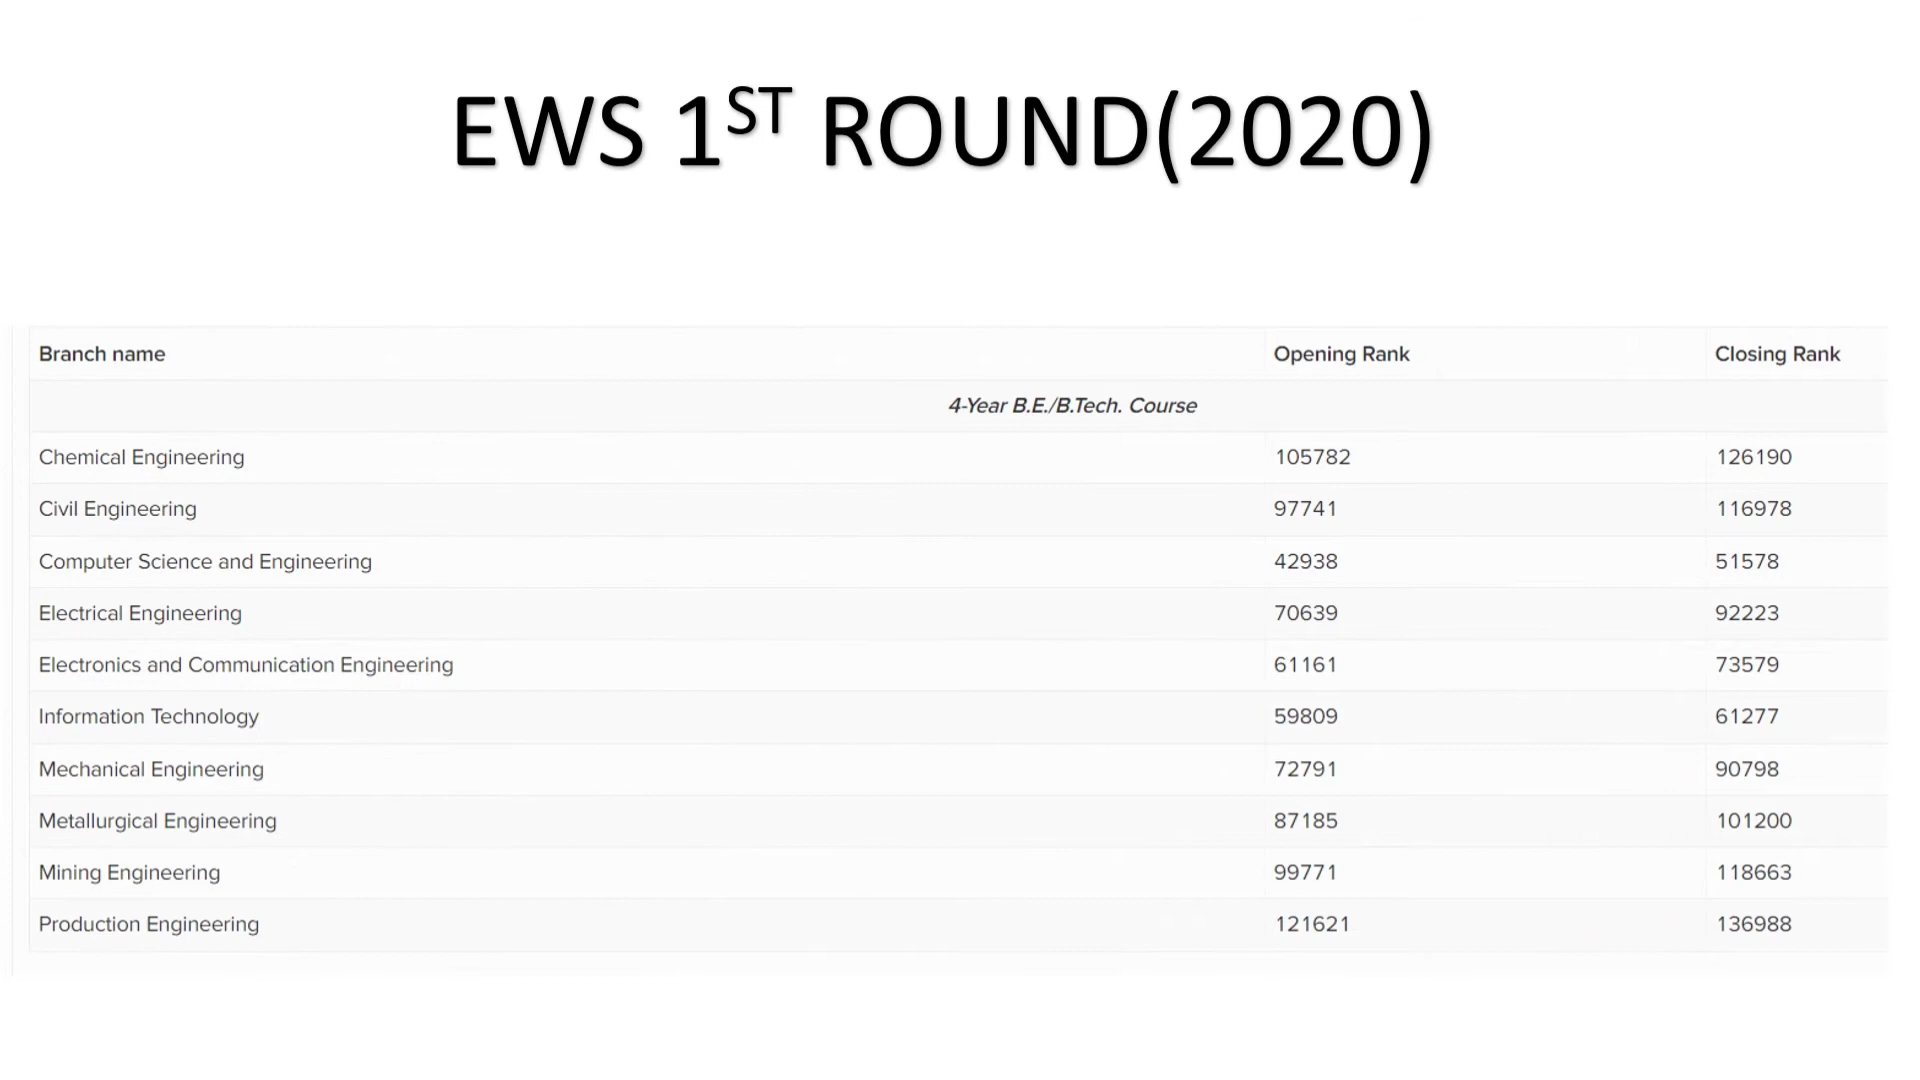 EWS 1ST ROUND(2020)
Branch name Opening Rank Closing Rank
4-Year B.E./B.Tech. Course
Chemical Engineering 105782 126190
Civil Engineering 97741 116978
Computer Science and Engineering 42938 51578
Electrical Engineering 70639 92223
Electronics and Communication Engineering 61161 73579
Information Technology 59809 61277
Mechanical Engineering 72791 90798
Metallurgical Engineering 87185 101200
Mining Engineering 99771 118663
Production Engineering 121621 136988